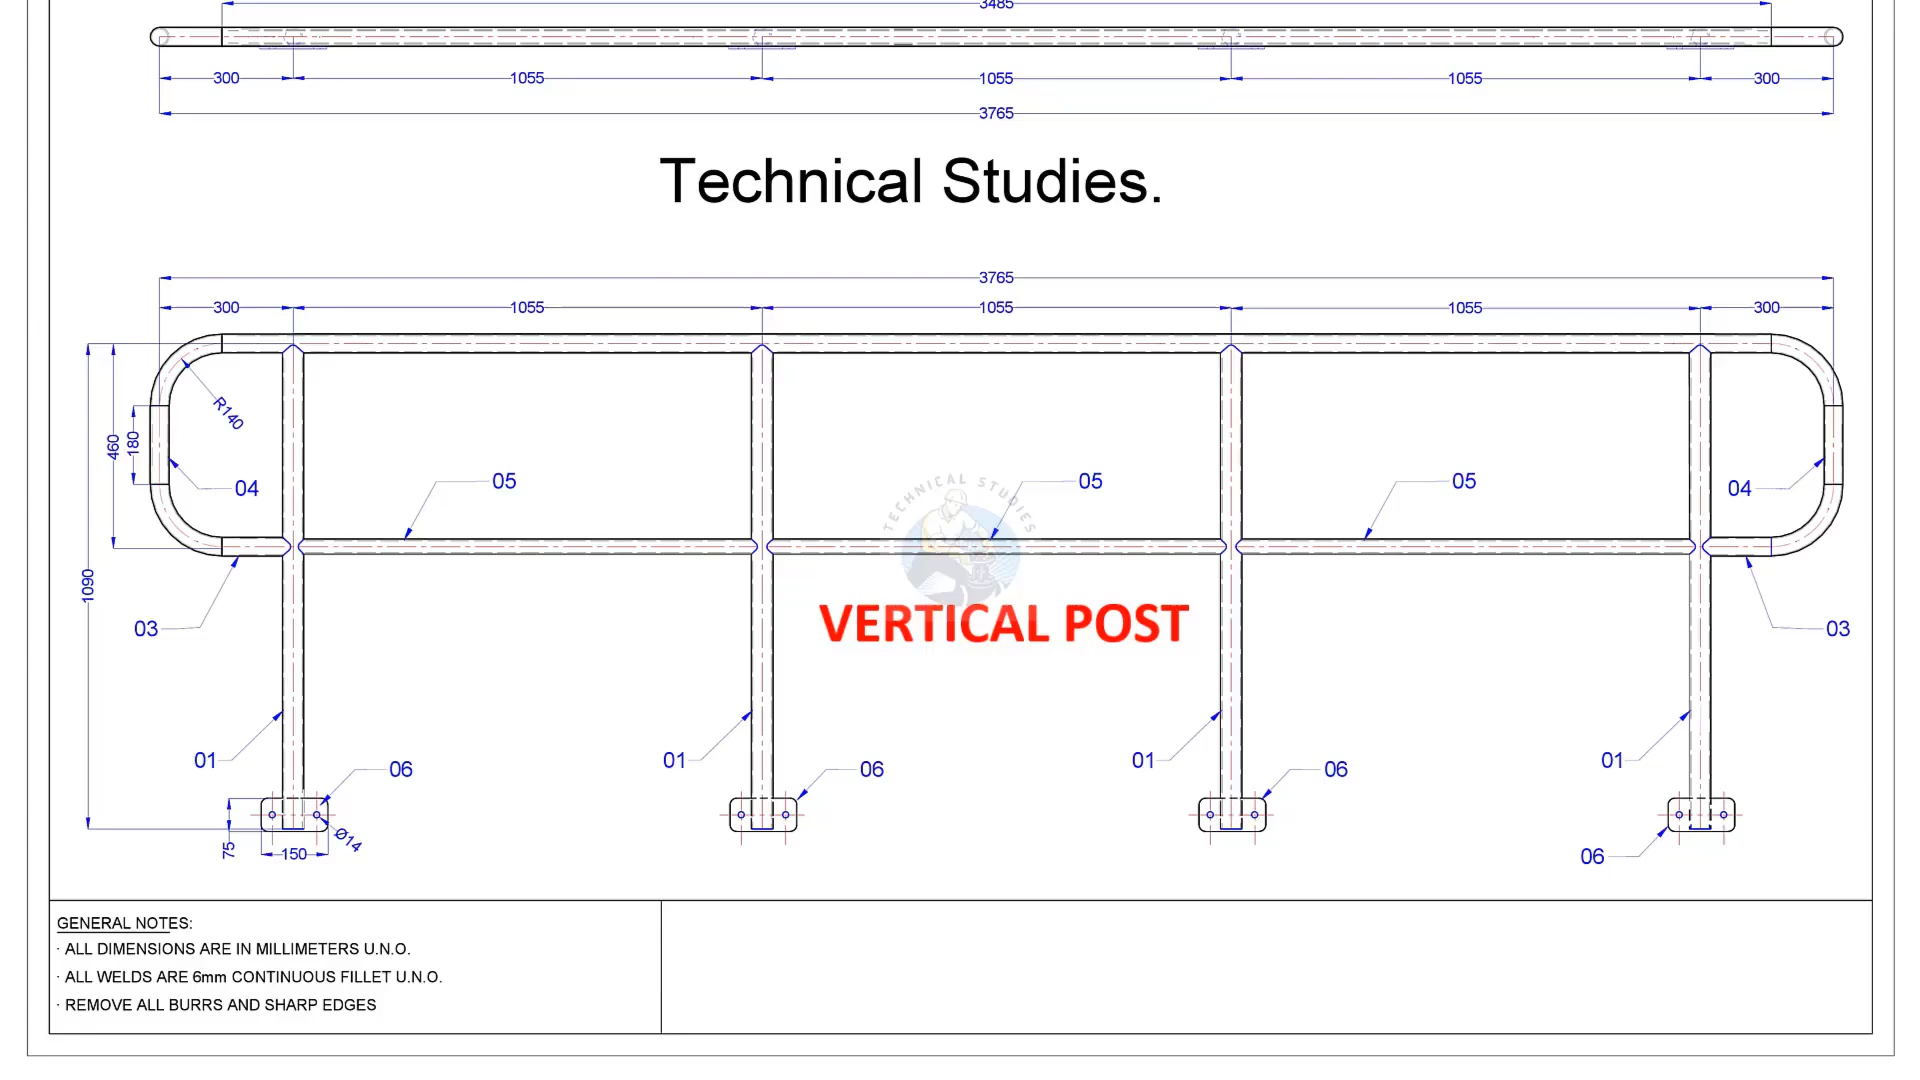 3485
300 1055 1055 1055 300
3765
Technical Studies.
3765
300 1055 1055 1055 300
R140
460
180
04
05
05
05
04
TECHNICAL STUDIES
1090
03
VERTICAL POST
03
01
06
01
06
01
06
01
75
150
Ø14
06
GENERAL NOTES:
· ALL DIMENSIONS ARE IN MILLIMETERS U.N.O.
· ALL WELDS ARE 6mm CONTINUOUS FILLET U.N.O.
· REMOVE ALL BURRS AND SHARP EDGES